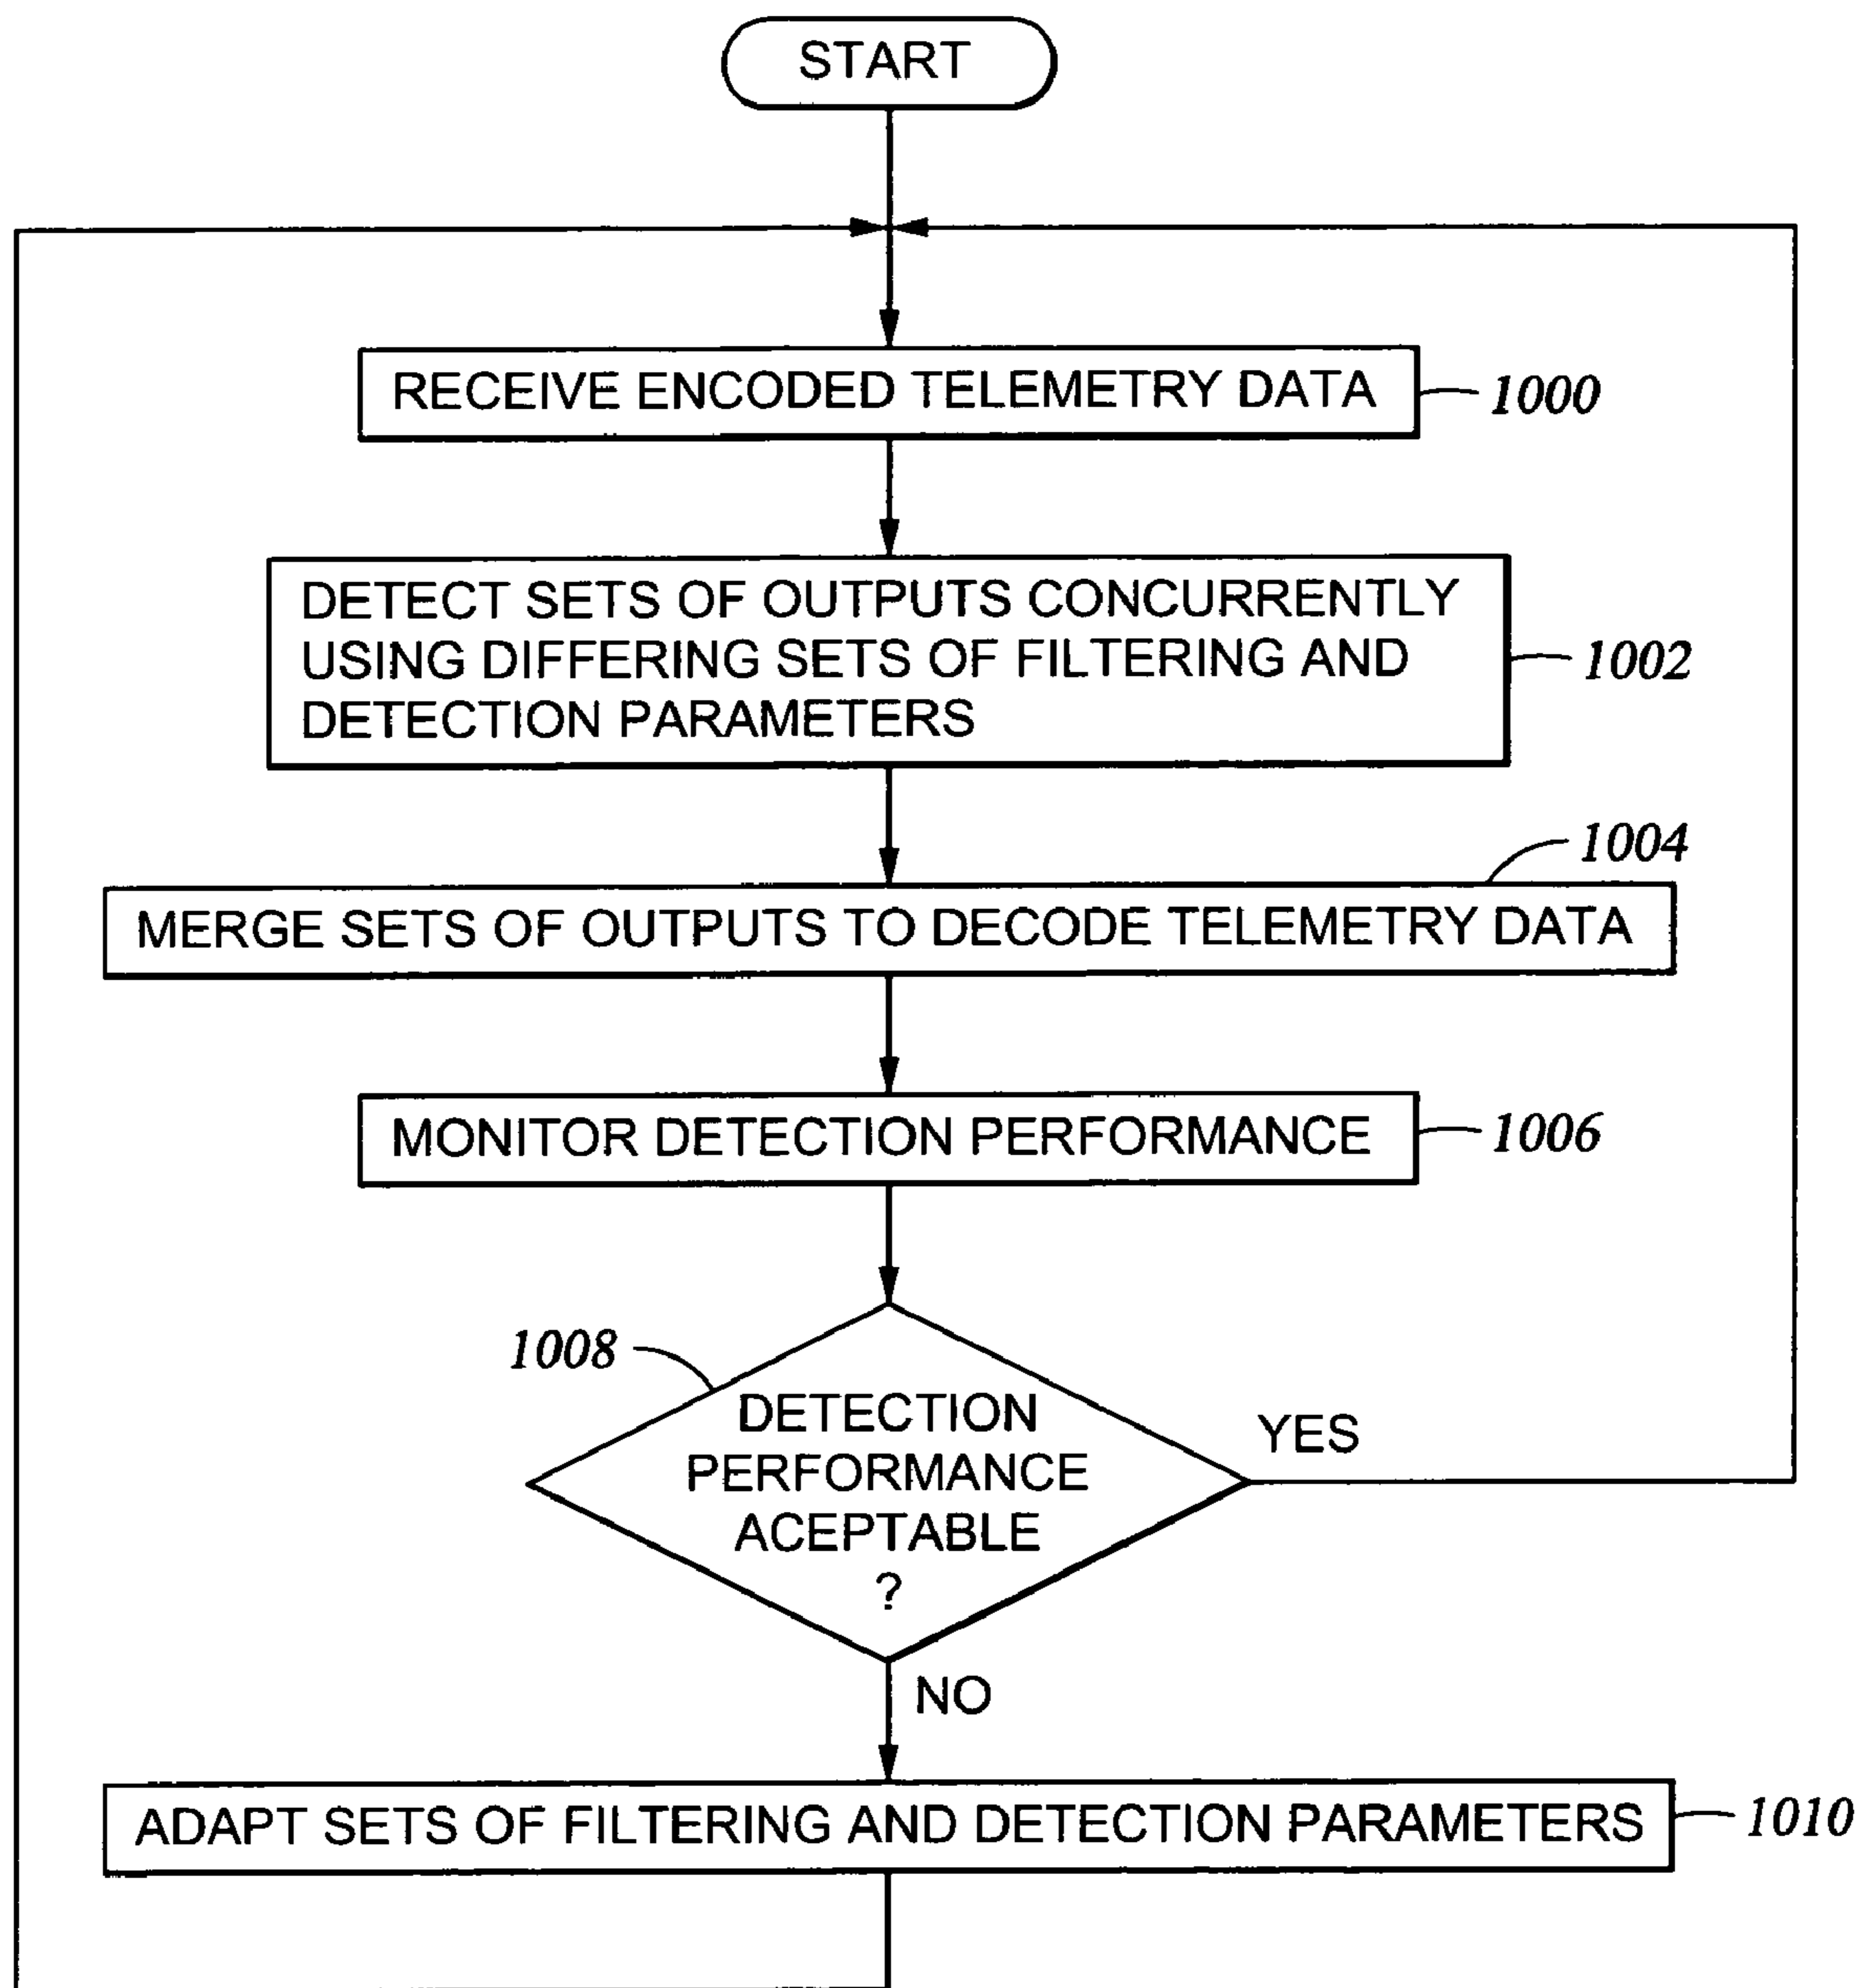 START
RECEIVE ENCODED TELEMETRY DATA
1000
DETECT SETS OF OUTPUTS CONCURRENTLY
USING DIFFERING SETS OF FILTERING AND
DETECTION PARAMETERS
1002
1004
MERGE SETS OF OUTPUTS TO DECODE TELEMETRY DATA
MONITOR DETECTION PERFORMANCE
1006
1008
DETECTION
PERFORMANCE
ACEPTABLE
?
YES
NO
ADAPT SETS OF FILTERING AND DETECTION PARAMETERS
1010